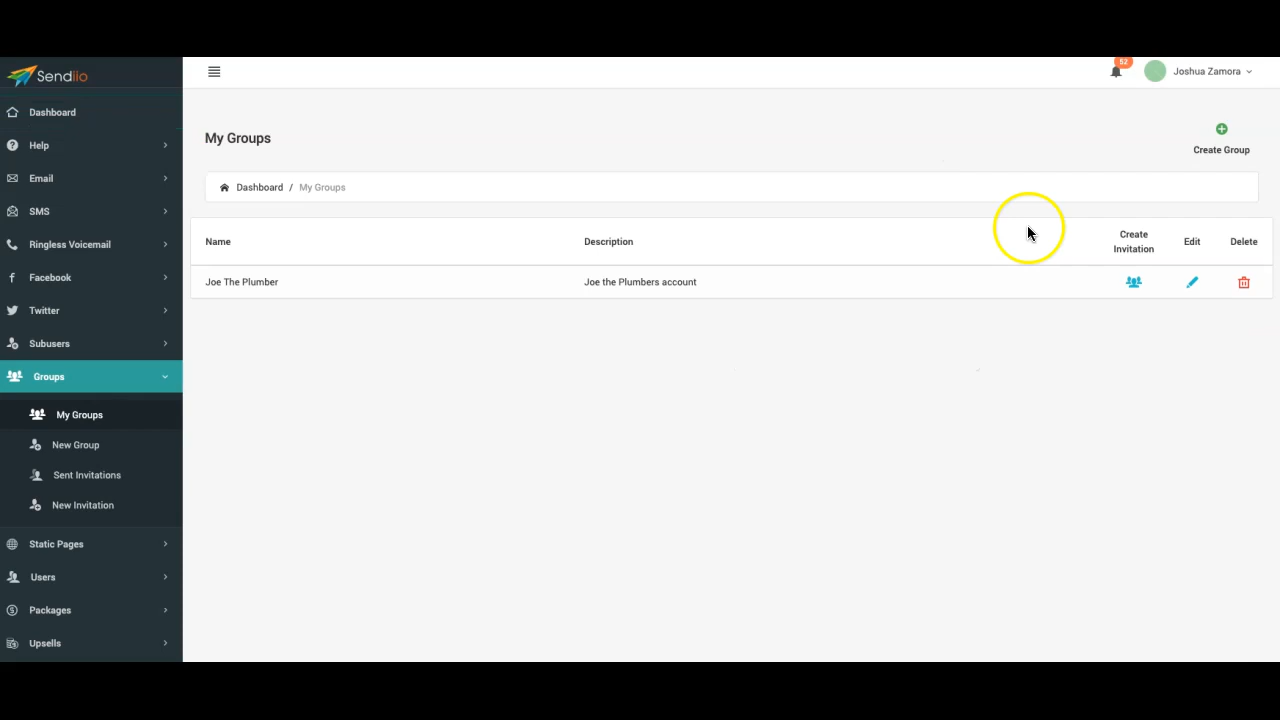 Sendiio
52
Joshua Zamora
Dashboard
Help
Email
SMS
Ringless Voicemail
Facebook
Twitter
Subusers
Groups
My Groups
New Group
Sent Invitations
New Invitation
Static Pages
Users
Packages
Upsells
My Groups
Create Group
Dashboard / My Groups
Name Description Create Invitation Edit Delete
Joe The Plumber Joe the Plumbers account